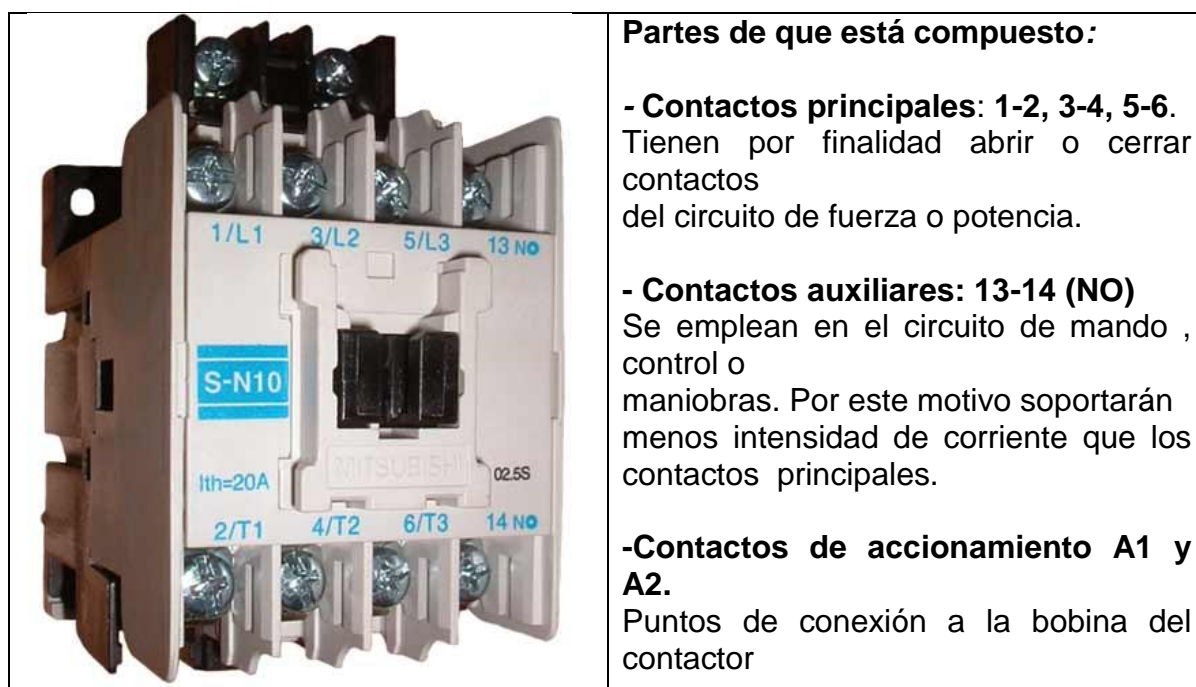 1/L1 3/L2 5/L3 13 NO
S-N10
MITSUBISHI
Ith=20A
02.5S
2/T1 4/T2 6/T3 14 NO
Partes de que está compuesto:
- Contactos principales: 1-2, 3-4, 5-6.
Tienen por finalidad abrir o cerrar
contactos
del circuito de fuerza o potencia.
- Contactos auxiliares: 13-14 (NO)
Se emplean en el circuito de mando ,
control o
maniobras. Por este motivo soportarán
menos intensidad de corriente que los
contactos principales.
-Contactos de accionamiento A1 y
A2.
Puntos de conexión a la bobina del
contactor